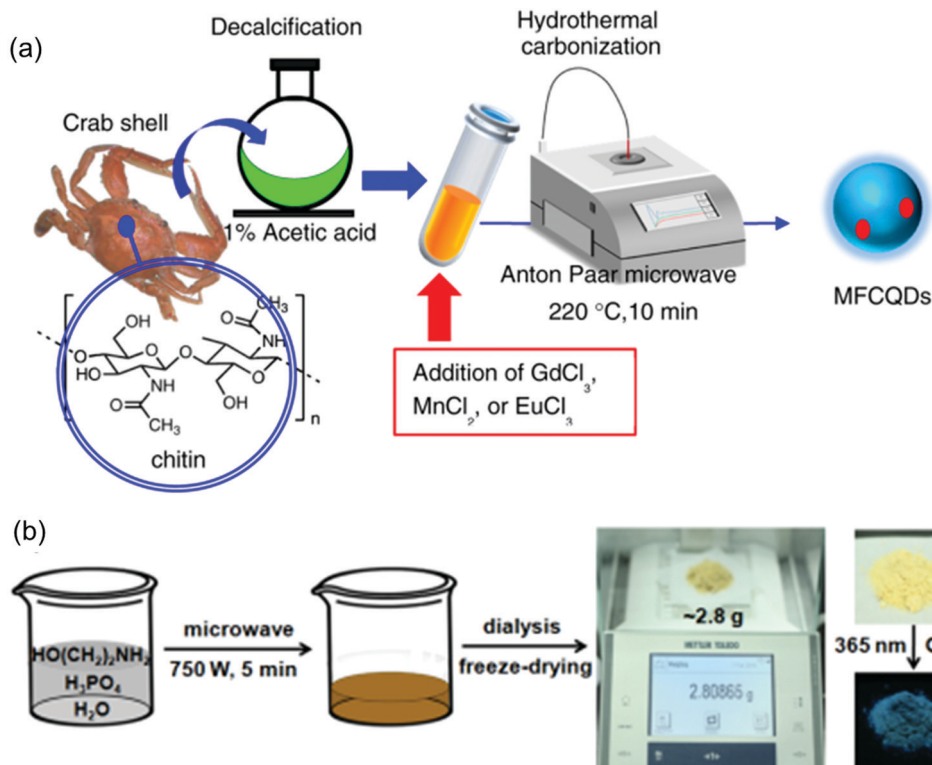 (a)
Decalcification
Hydrothermal
carbonization
Crab shell
1% Acetic acid
Anton Paar microwave
220 °C,10 min
MFCQDs
Addition of GdCl₃,
MnCl₂, or EuCl₃
OH
O
HO
NH
O
CH₃
O
CH₃
NH
O
O
OH
n
chitin
(b)
HO(CH₂)₂NH₂
H₃PO₄
H₂O
microwave
750 W, 5 min
dialysis
freeze-drying
~2.8 g
METTLER TOLEDO
2.80865 g
365 nm